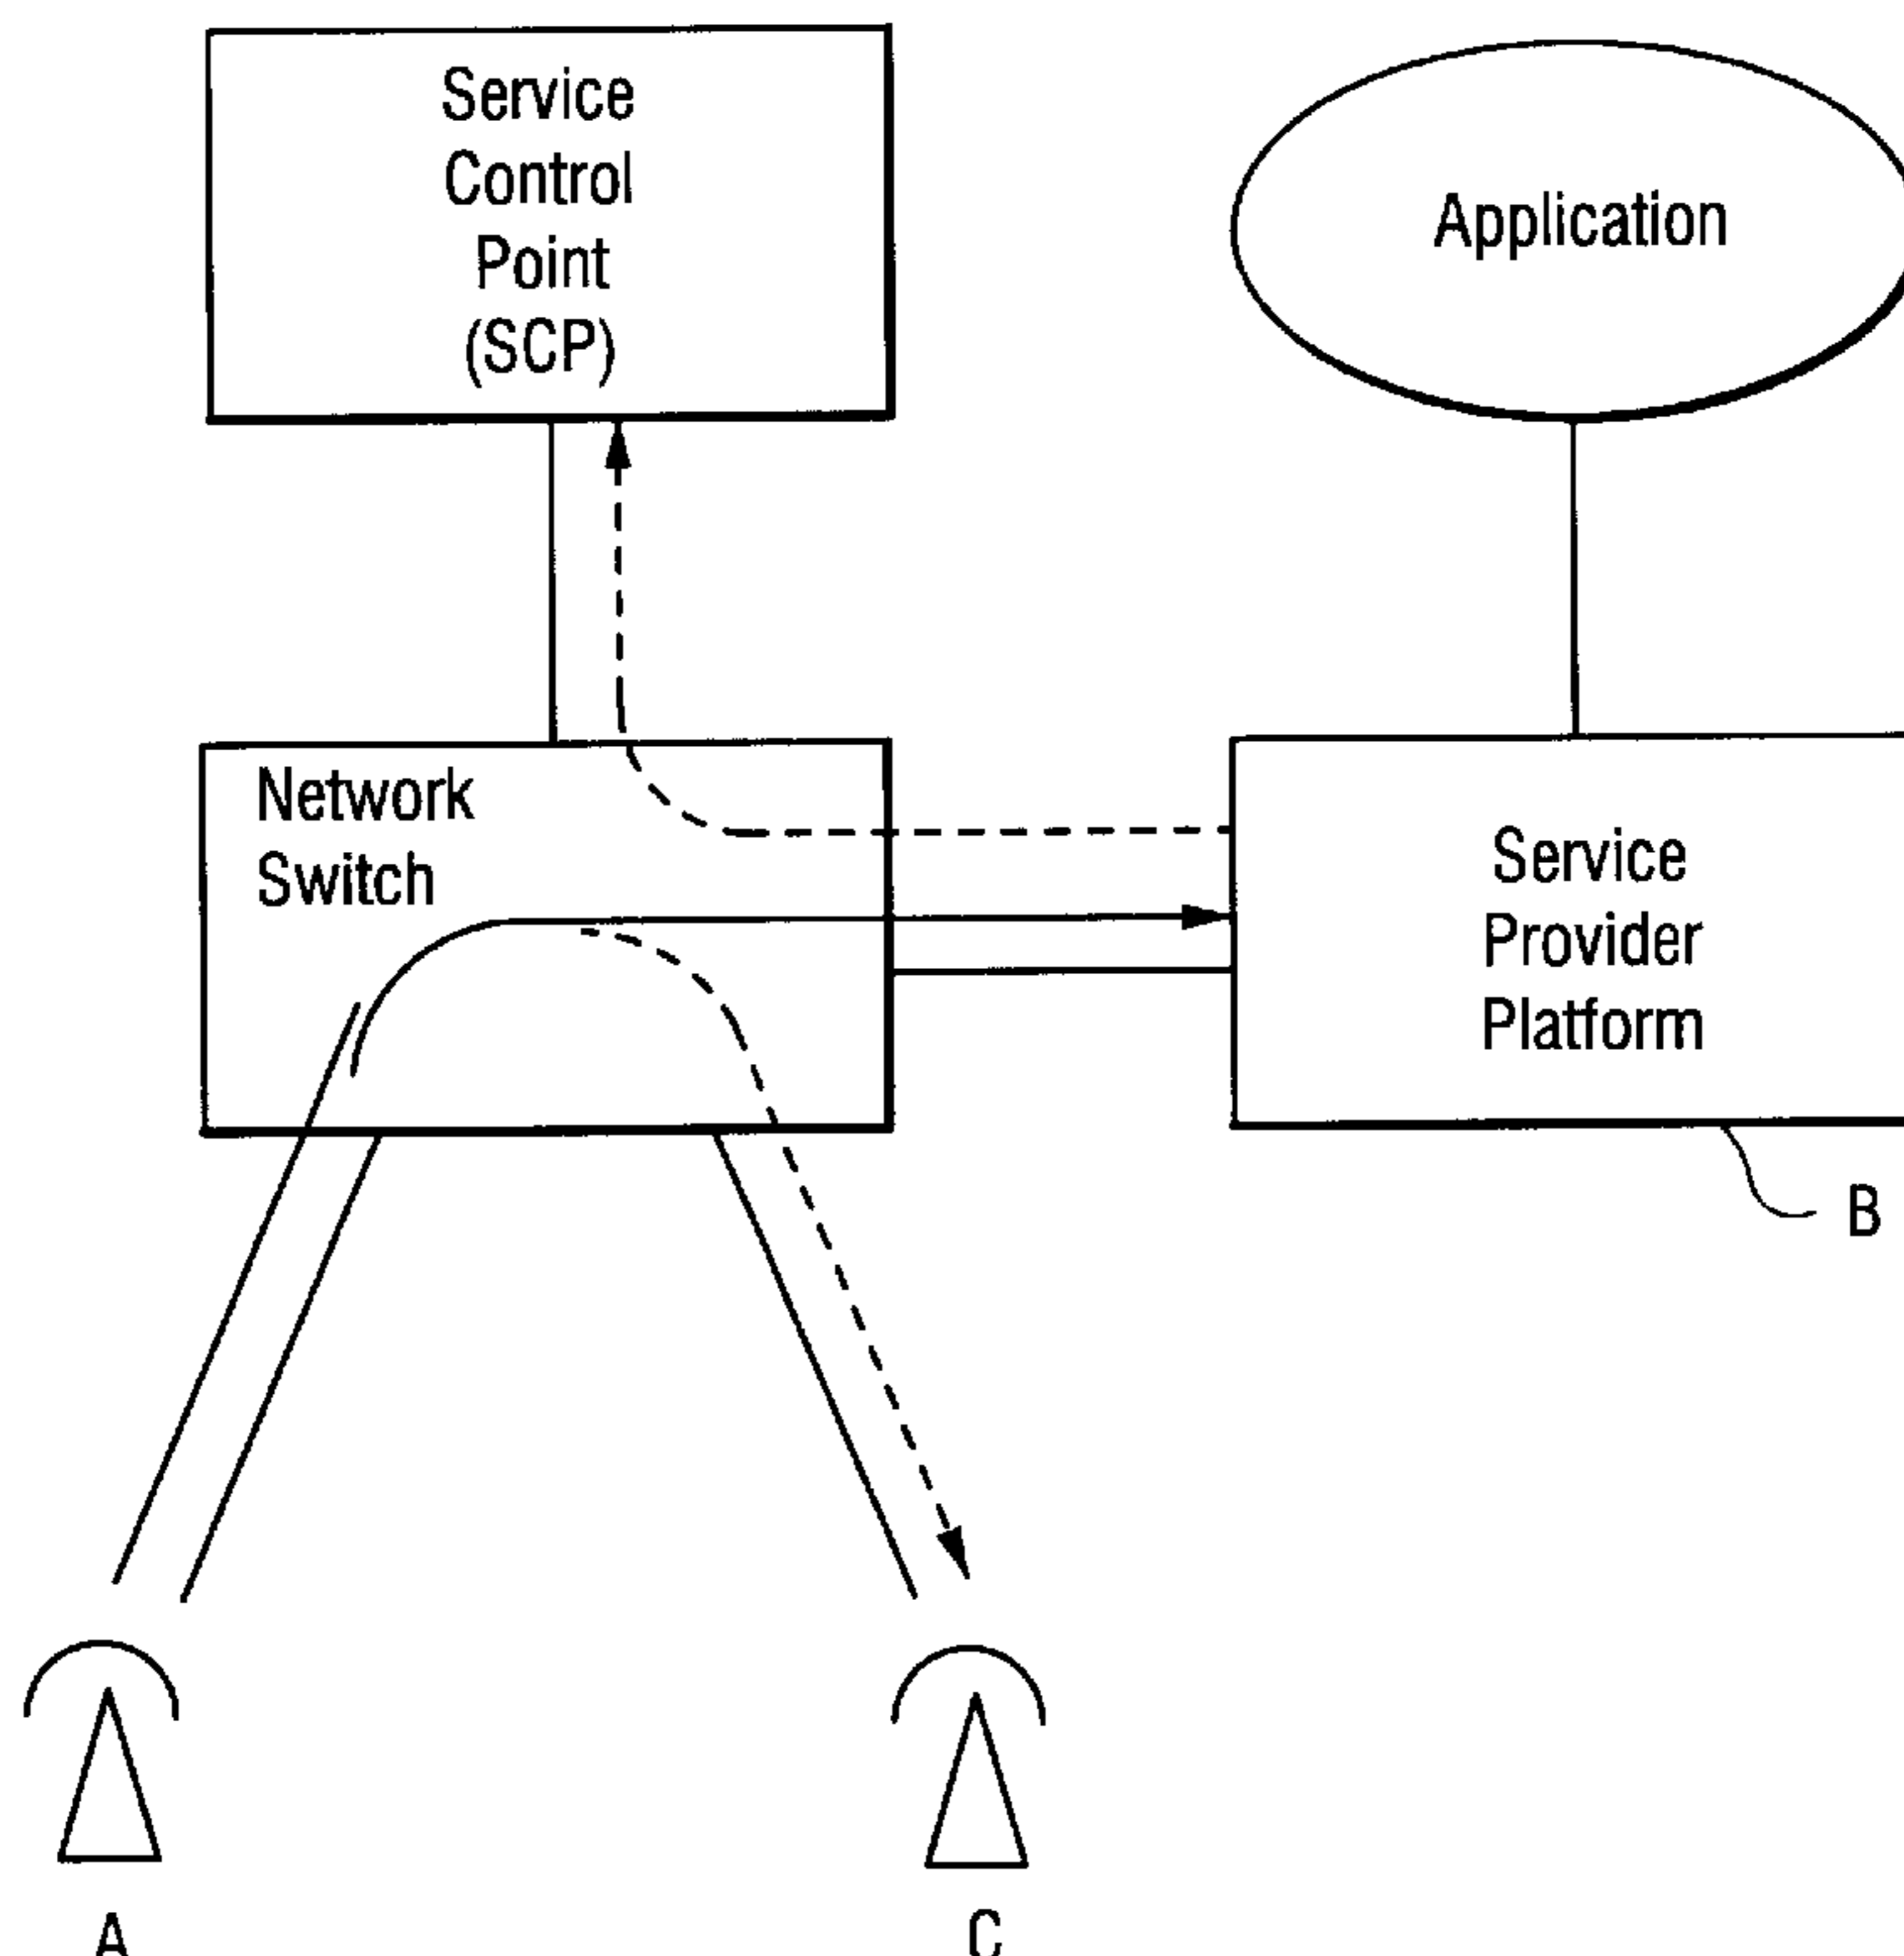 Service
Control
Point
(SCP)
Application
Network
Switch
Service
Provider
Platform
B
A
C